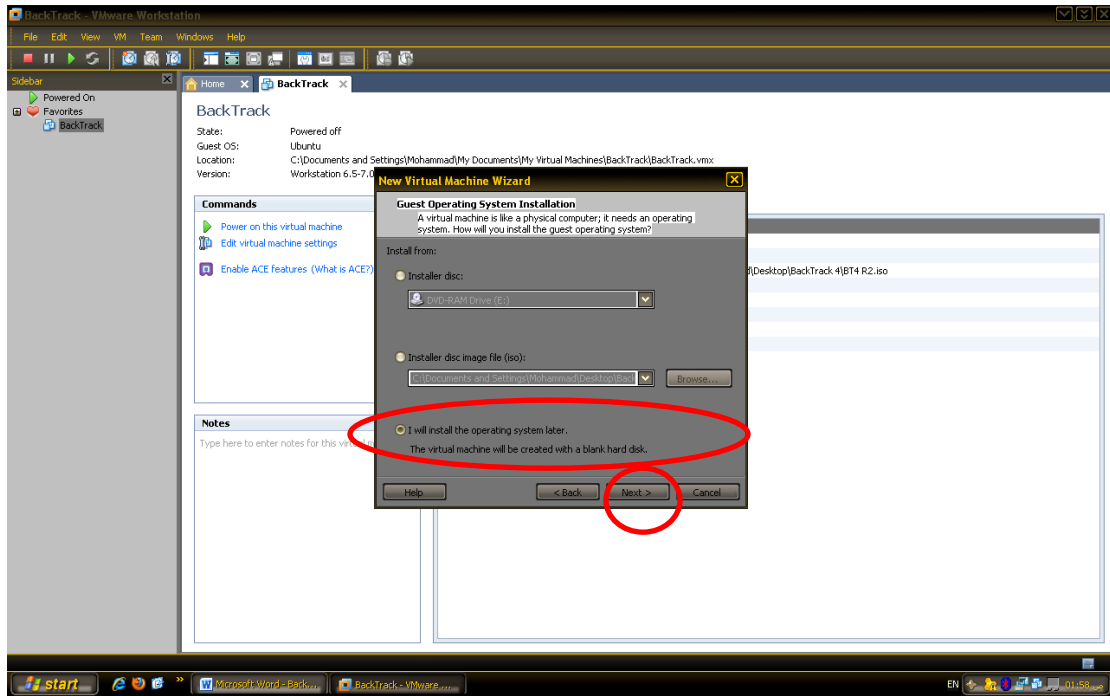 BackTrack - VMware Workstation
File Edit View VM Team Windows Help
Sidebar
Powered On
Favorites
BackTrack
Home
BackTrack
BackTrack
State: Powered off
Guest OS: Ubuntu
Location: C:\Documents and Settings\Mohammad\My Documents\My Virtual Machines\BackTrack\BackTrack.vmx
Version: Workstation 6.5-7.0
Commands
Power on this virtual machine
Edit virtual machine settings
Enable ACE features (What is ACE?)
\Desktop\BackTrack 4\BT4 R2.iso
Notes
Type here to enter notes for this
New Virtual Machine Wizard
Guest Operating System Installation
A virtual machine is like a physical computer; it needs an operating
system. How will you install the guest operating system?
Install from:
Installer disc:
DVD-RAM Drive (E:)
Installer disc image file (iso):
C:\Documents and Settings\Mohammad\Desktop\Back
Browse...
I will install the operating system later.
The virtual machine will be created with a blank hard disk.
Help < Back Next > Cancel
start
Microsoft Word - Back...
BackTrack - VMware ...
EN
01:58